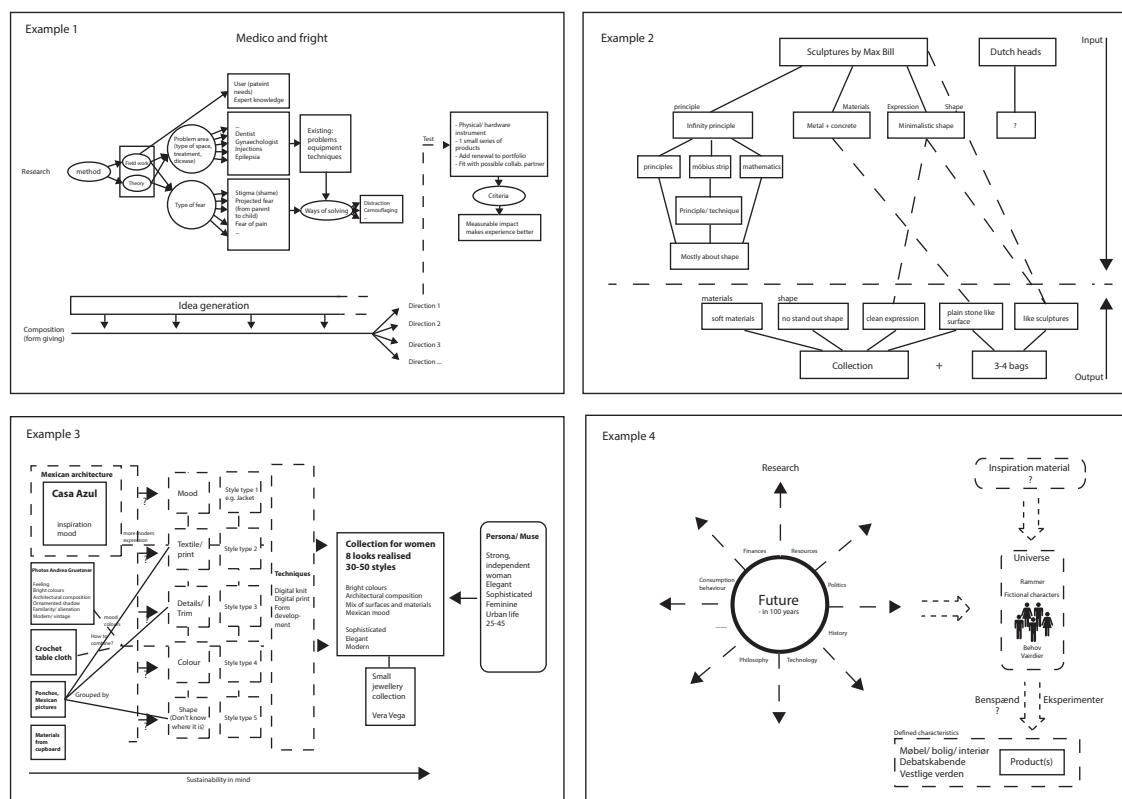 Example 1
Medico and fright
User (pateint
needs)
Expert knowledge
Research
method
Field work
Theory
Problem area
(type of space,
treatment,
dicease)
...
Dentist
Gynaechologist
Injections
Epilepsia
Existing:
problems
equipment
techniques
Type of fear
Stigma (shame)
Projected fear
(from parent
to child)
Fear of pain
...
Ways of solving
Distraction
Camouflaging
...
Test
- Physical/ hardware
instrument
- 1 small series of
products
- Add renewal to portfolio
- Fit with possible collab. partner
Criteria
Measurable impact
makes experience better
Idea generation
Composition
(form giving)
Direction 1
Direction 2
Direction 3
Direction ...
Example 2
Sculptures by Max Bill
Dutch heads
Input
principle
Materials
Expression
Shape
Infinity principle
Metal + concrete
Minimalistic shape
?
principles
möbius strip
mathematics
Principle/ technique
Mostly about shape
materials
shape
soft materials
no stand out shape
clean expression
plain stone like
surface
like sculptures
Collection
+
3-4 bags
Output
Example 3
Mexican architecture
Casa Azul
inspiration
mood
more modern
expression
Photos Andrea Gruetzner
Feeling
Bright colours
Architectural composition
Ornamented shadow
Familiarity/ alienation
Modern/ vintage
mood
colours
How to
combine?
Crochet
table cloth
Ponchos,
Mexican
pictures
Grouped by
Materials
from
cupboard
?
?
?
?
?
Mood
Textile/
print
Details/
Trim
Colour
Shape
(Don't know
where it is)
Style type 1
e.g. Jacket
Style type 2
Style type 3
Style type 4
Style type 5
Techniques
Digital knit
Digital print
Form
develop-
ment
Collection for women
8 looks realised
30-50 styles
Bright colours
Architectural composition
Mix of surfaces and materials
Mexican mood
Sophisticated
Elegant
Modern
Small
jewellery
collection
Vera Vega
Persona/ Muse
Strong,
independent
woman
Elegant
Sophisticated
Feminine
Urban life
25-45
Sustainability in mind
Example 4
Research
Finances
Resources
Consumption
behaviour
Politics
Future
- in 100 years
History
Philosophy
Technology
Inspiration material
?
Universe
Rammer
Fictional characters
Behov
Værdier
Benspænd
?
Eksperimenter
Defined characteristics
Møbel/ bolig/ interiør
Debatskabende
Vestlige verden
Product(s)